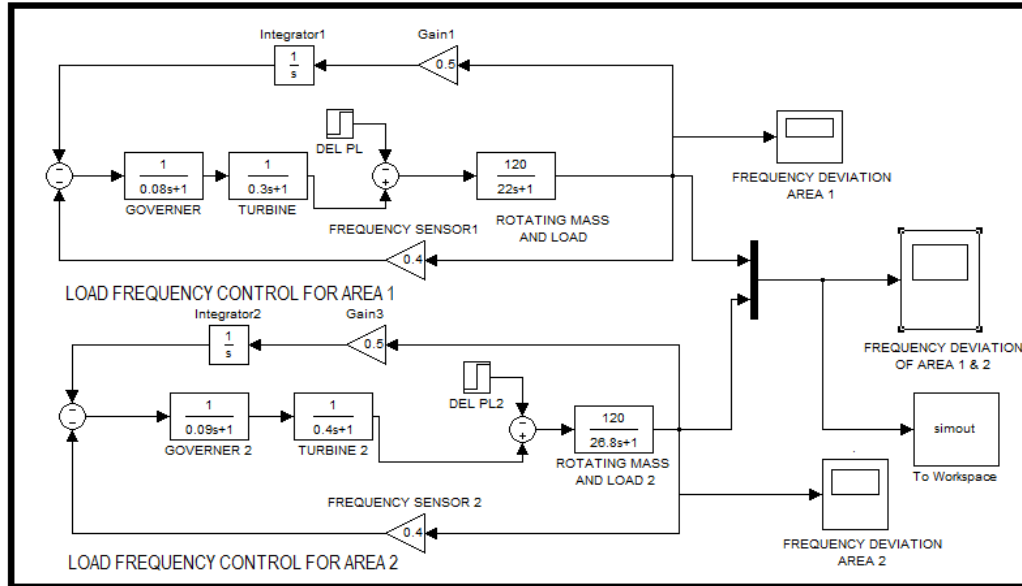 Integrator1
Gain1
1
s
0.5
DEL PL
1
0.08s+1
GOVERNER
1
0.3s+1
TURBINE
120
22s+1
ROTATING MASS
AND LOAD
FREQUENCY DEVIATION
AREA 1
FREQUENCY SENSOR1
0.4
LOAD FREQUENCY CONTROL FOR AREA 1
FREQUENCY DEVIATION
OF AREA 1 & 2
Integrator2
Gain3
1
s
0.5
DEL PL2
1
0.09s+1
GOVERNER 2
1
0.4s+1
TURBINE 2
120
26.8s+1
ROTATING MASS
AND LOAD 2
simout
To Workspace
FREQUENCY SENSOR 2
0.4
FREQUENCY DEVIATION
AREA 2
LOAD FREQUENCY CONTROL FOR AREA 2